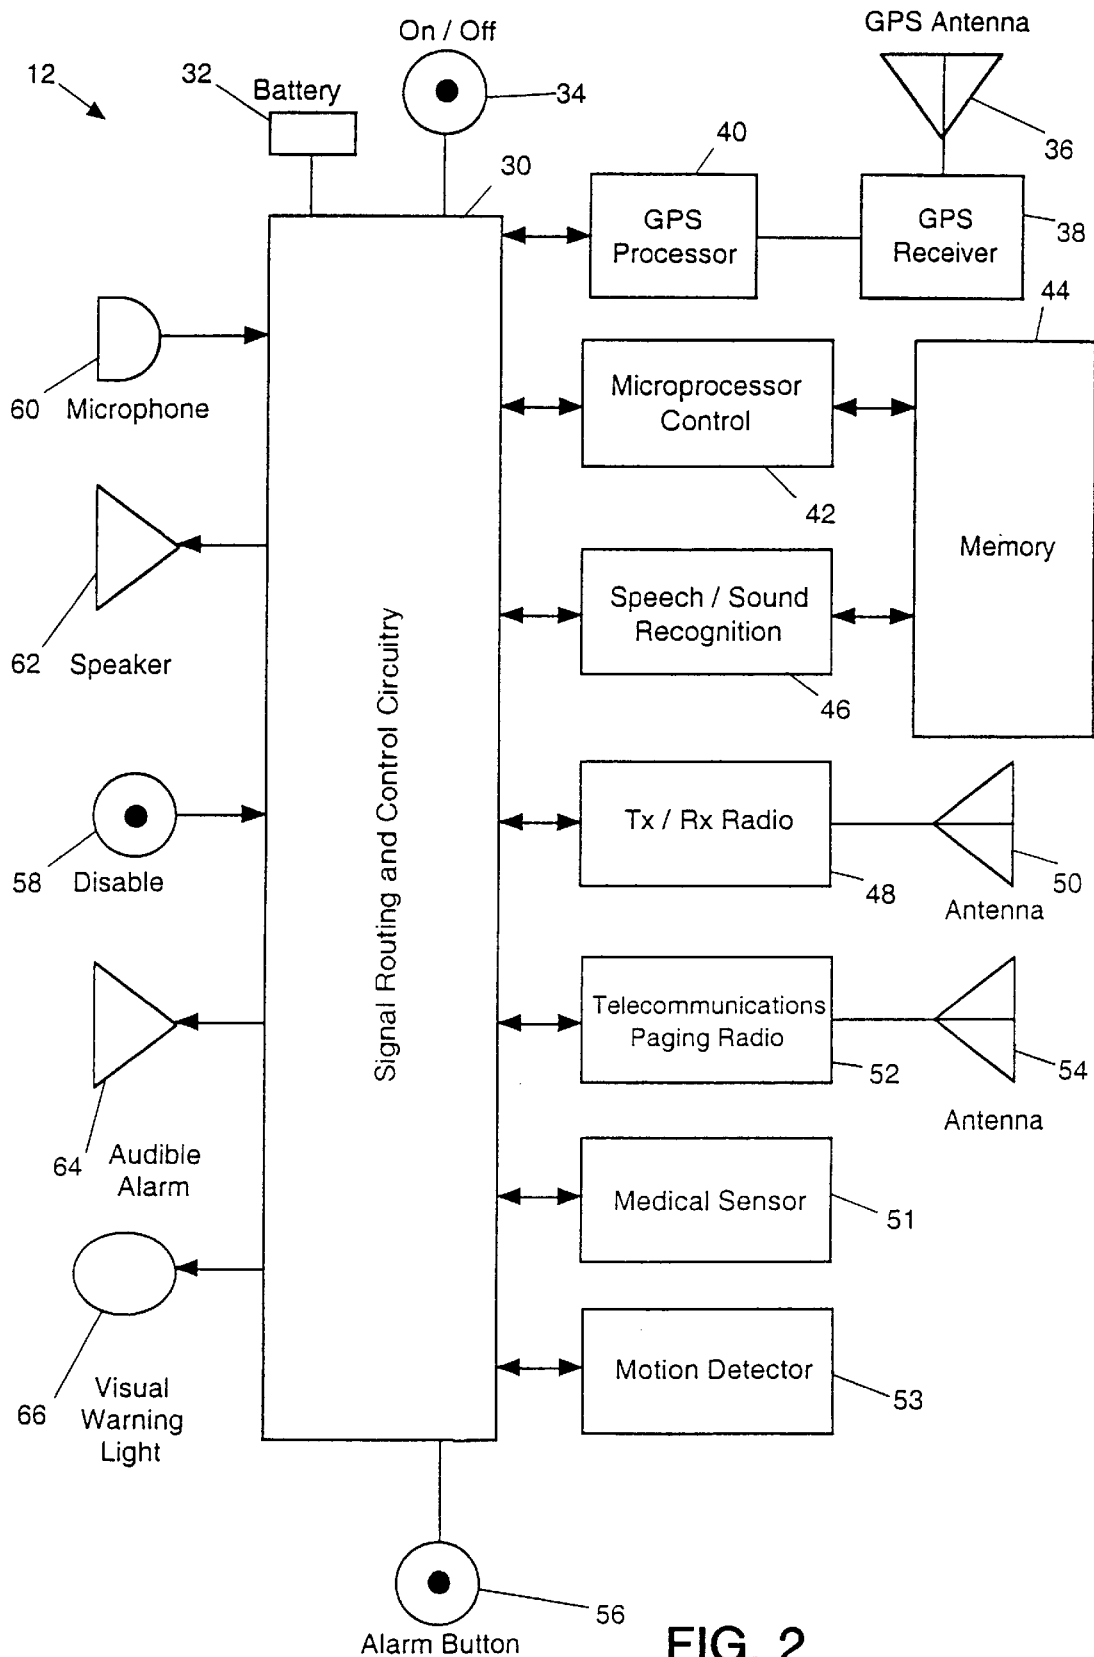 GPS Antenna
On / Off
12
32
Battery
34
36
40
30
GPS
Processor
GPS
Receiver
38
44
Microprocessor
Control
60
Microphone
42
Memory
Speech / Sound
Recognition
62
Speaker
46
Signal Routing and Control Circuitry
Tx / Rx Radio
58
Disable
48
50
Antenna
Telecommunications
Paging Radio
52
54
Antenna
64
Audible
Alarm
Medical Sensor
51
Motion Detector
53
66
Visual
Warning
Light
56
Alarm Button
FIG. 2